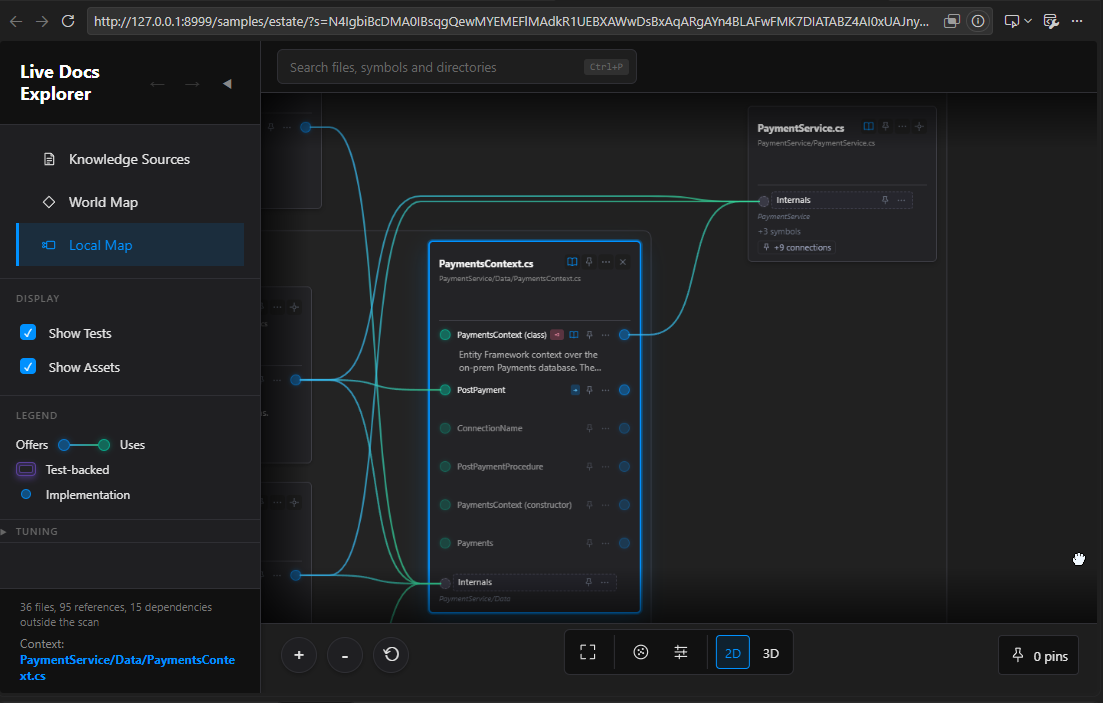 http://127.0.0.1:8999/samples/estate/?s=
Live Docs
Explorer
Search files, symbols and directories
Ctrl+P
Knowledge Sources
World Map
Local Map
DISPLAY
Show Tests
Show Assets
LEGEND
Offers
Uses
Test-backed
Implementation
TUNING
36 files, 95 references, 15 dependencies
outside the scan
Context:
PaymentService/Data/PaymentsConte
xt.cs
PaymentsContext.cs
PaymentService/Data/PaymentsContext.cs
PaymentsContext (class)
Entity Framework context over the
on-prem Payments database. The...
PostPayment
ConnectionName
PostPaymentProcedure
PaymentsContext (constructor)
Payments
Internals
PaymentService/Data
PaymentService.cs
PaymentService/PaymentService.cs
Internals
PaymentService
+3 symbols
+9 connections
+
-
2D
3D
0 pins